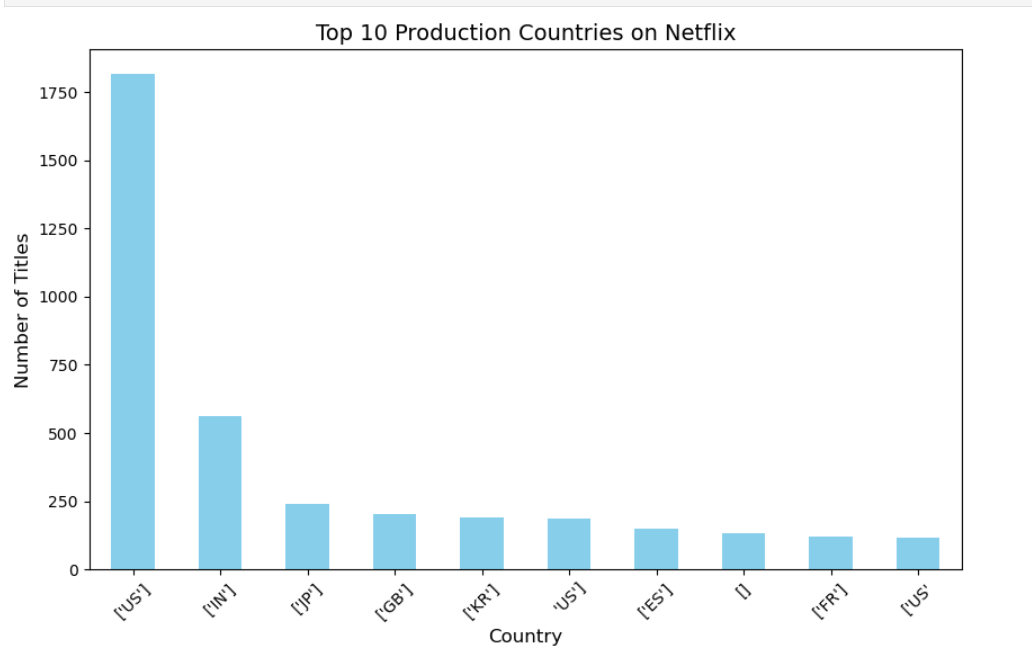 Top 10 Production Countries on Netflix
1750
1500
1250
1000
750
500
250
0
Number of Titles
['US']
['IN']
['JP']
['GB']
['KR']
'US']
['ES']
[]
['FR']
['US'
Country